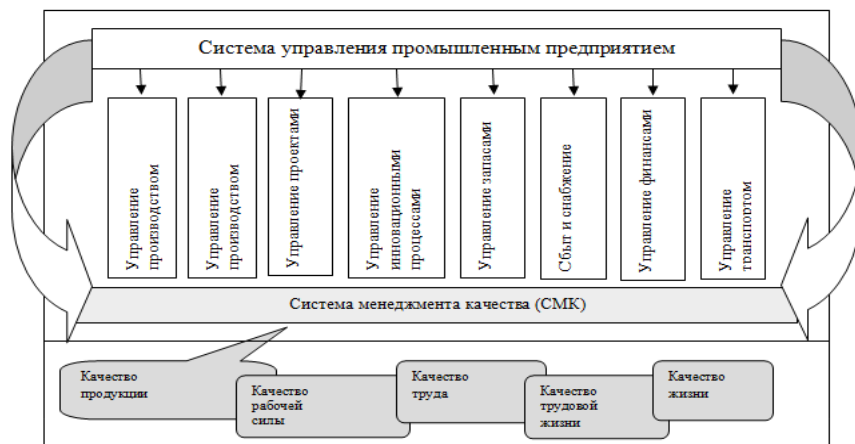 Система управления промышленным предприятием
Управление
производством
Управление
производством
Управление проектами
Управление
инновационными
процессами
Управление запасами
Сбыт и снабжение
Управление финансами
Управление
транспортом
Система менеджмента качества (СМК)
Качество
продукции
Качество
рабочей
силы
Качество
труда
Качество
трудовой
жизни
Качество
жизни